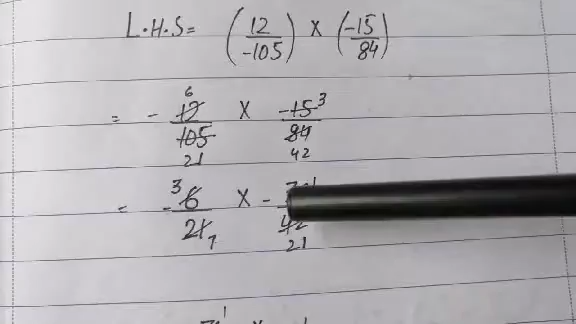 L.H.S = (12/-105) × (-15/84)
= - 12/105 6 21 × -15/84 3 42
= - 6/21 3 7 × - 42 21